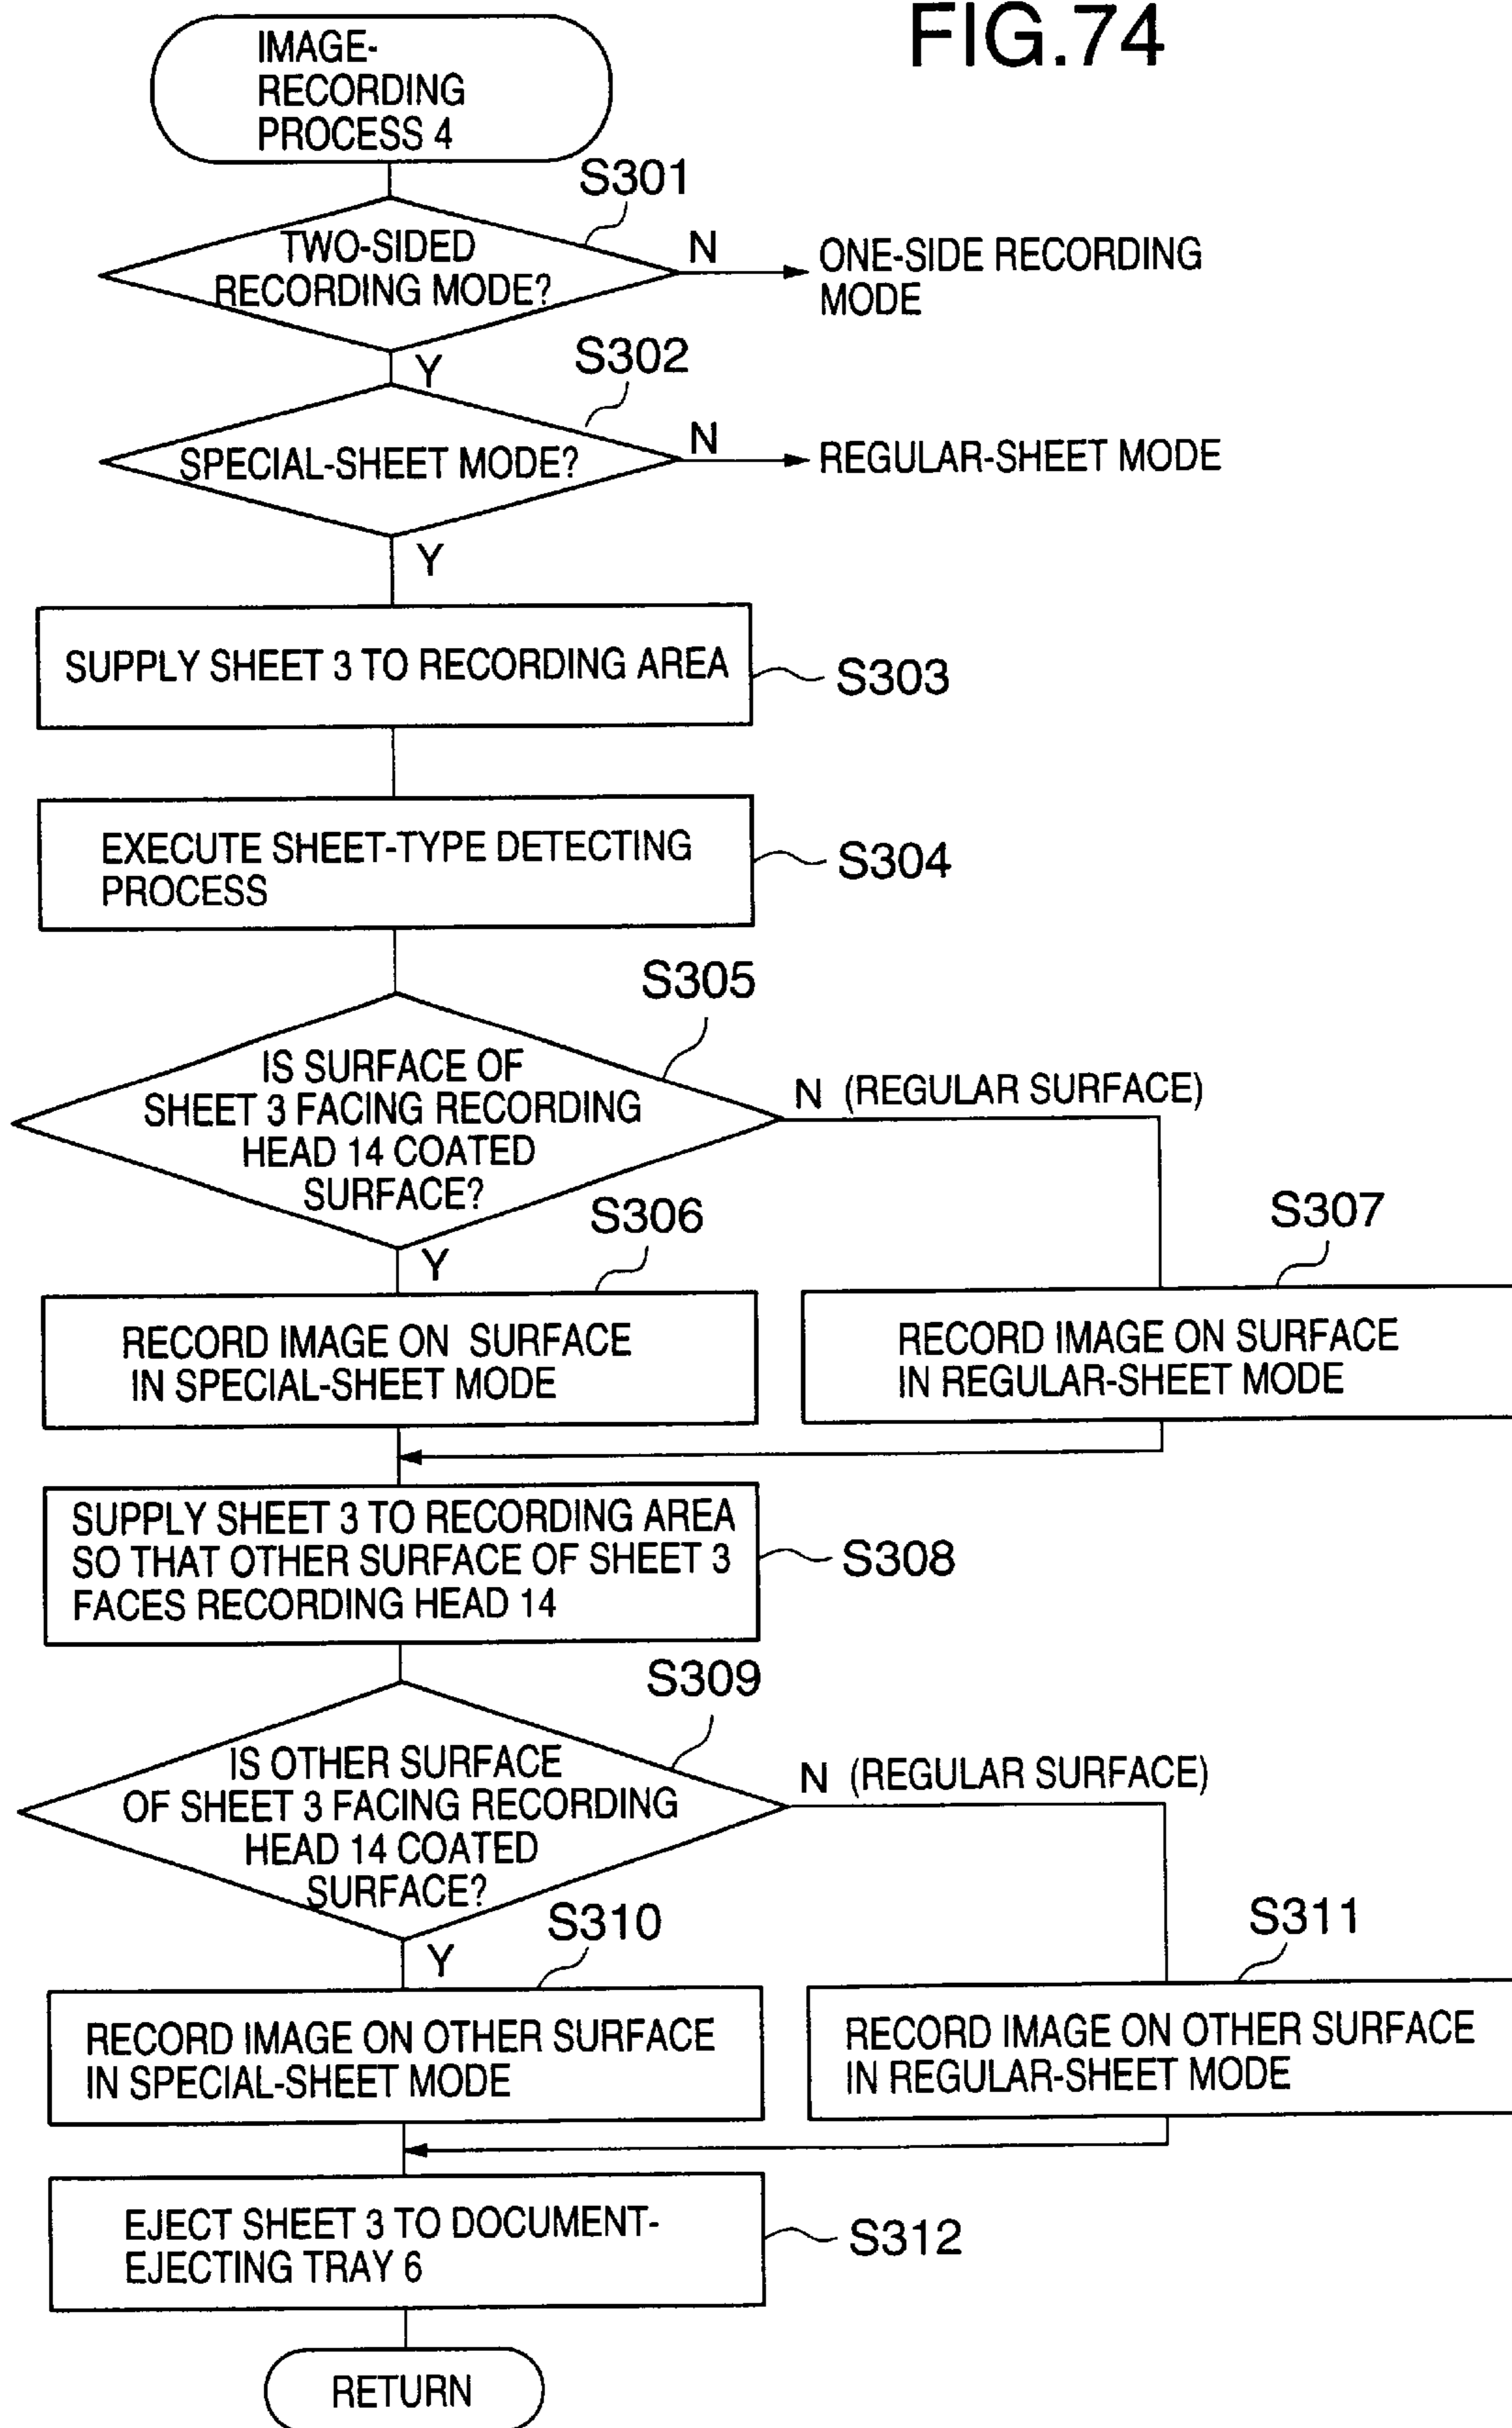 FIG.74
IMAGE-
RECORDING
PROCESS 4
S301
TWO-SIDED
RECORDING MODE?
N
ONE-SIDE RECORDING
MODE
Y
S302
SPECIAL-SHEET MODE?
N
REGULAR-SHEET MODE
Y
SUPPLY SHEET 3 TO RECORDING AREA
S303
EXECUTE SHEET-TYPE DETECTING
PROCESS
S304
S305
IS SURFACE OF
SHEET 3 FACING RECORDING
HEAD 14 COATED
SURFACE?
N (REGULAR SURFACE)
Y
S306
S307
RECORD IMAGE ON SURFACE
IN SPECIAL-SHEET MODE
RECORD IMAGE ON SURFACE
IN REGULAR-SHEET MODE
SUPPLY SHEET 3 TO RECORDING AREA
SO THAT OTHER SURFACE OF SHEET 3
FACES RECORDING HEAD 14
S308
S309
IS OTHER SURFACE
OF SHEET 3 FACING RECORDING
HEAD 14 COATED
SURFACE?
N (REGULAR SURFACE)
Y
S310
S311
RECORD IMAGE ON OTHER SURFACE
IN SPECIAL-SHEET MODE
RECORD IMAGE ON OTHER SURFACE
IN REGULAR-SHEET MODE
EJECT SHEET 3 TO DOCUMENT-
EJECTING TRAY 6
S312
RETURN